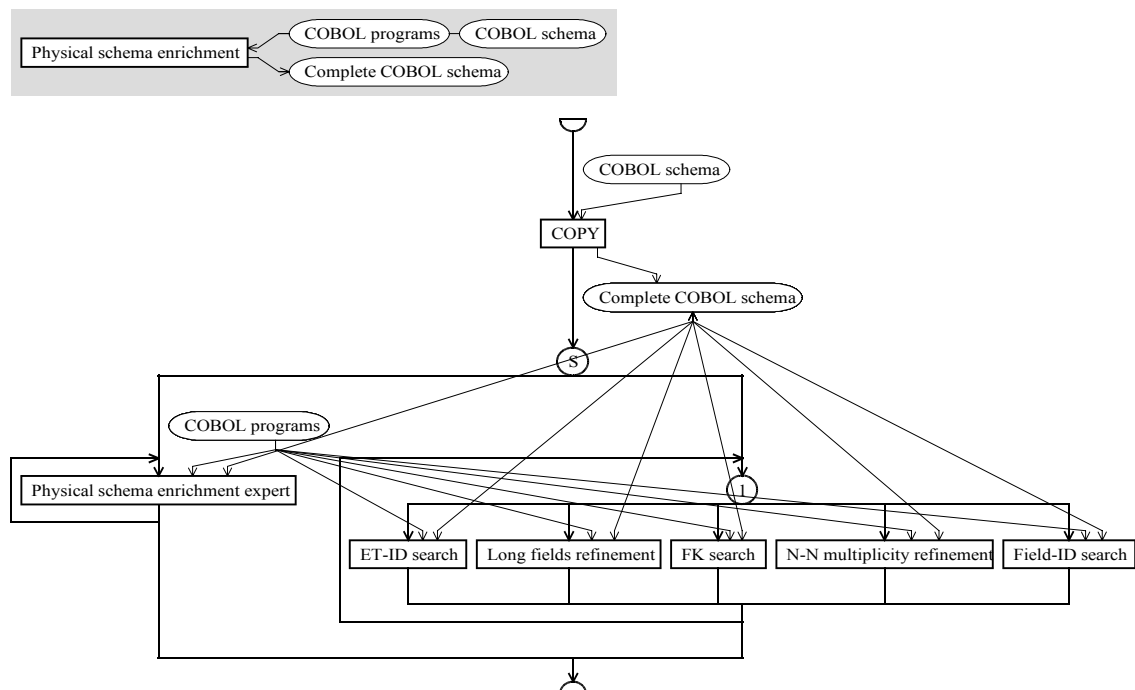 COBOL programs
COBOL schema
Physical schema enrichment
Complete COBOL schema
COBOL schema
COPY
Complete COBOL schema
S
COBOL programs
Physical schema enrichment expert
1
ET-ID search
Long fields refinement
FK search
N-N multiplicity refinement
Field-ID search